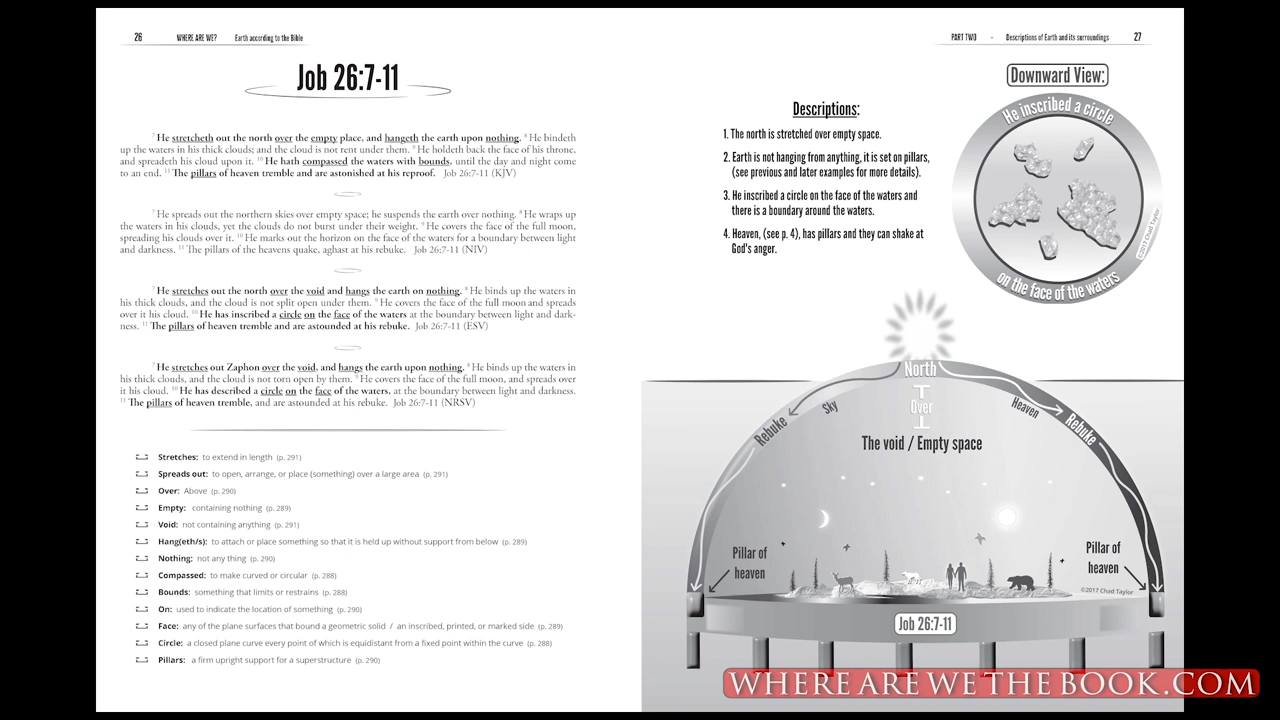 26 WHERE ARE WE? Earth according to the Bible
Job 26:7-11
7 He stretcheth out the north over the empty place, and hangeth the earth upon nothing. 8 He bindeth
up the waters in his thick clouds; and the cloud is not rent under them. 9 He holdeth back the face of his throne,
and spreadeth his cloud upon it. 10 He hath compassed the waters with bounds, until the day and night come
to an end. 11 The pillars of heaven tremble and are astonished at his reproof. Job 26:7-11 (KJV)
7 He spreads out the northern skies over empty space; he suspends the earth over nothing. 8 He wraps up
the waters in his clouds, yet the clouds do not burst under their weight. 9 He covers the face of the full moon,
spreading his clouds over it. 10 He marks out the horizon on the face of the waters for a boundary between light
and darkness. 11 The pillars of the heavens quake, aghast at his rebuke. Job 26:7-11 (NIV)
7 He stretches out the north over the void and hangs the earth on nothing. 8 He binds up the waters in
his thick clouds, and the cloud is not split open under them. 9 He covers the face of the full moon and spreads
over it his cloud. 10 He has inscribed a circle on the face of the waters at the boundary between light and dark-
ness. 11 The pillars of heaven tremble and are astounded at his rebuke. Job 26:7-11 (ESV)
7 He stretches out Zaphon over the void, and hangs the earth upon nothing. 8 He binds up the waters in
his thick clouds, and the cloud is not torn open by them. 9 He covers the face of the full moon, and spreads over
it his cloud. 10 He has described a circle on the face of the waters, at the boundary between light and darkness.
11 The pillars of heaven tremble, and are astounded at his rebuke. Job 26:7-11 (NRSV)
Stretches: to extend in length (p. 291)
Spreads out: to open, arrange, or place (something) over a large area (p. 291)
Over: Above (p. 290)
Empty: containing nothing (p. 289)
Void: not containing anything (p. 291)
Hang(eth/s): to attach or place something so that it is held up without support from below (p. 289)
Nothing: not any thing (p. 290)
Compassed: to make curved or circular (p. 288)
Bounds: something that limits or restrains (p. 288)
On: used to indicate the location of something (p. 290)
Face: any of the plane surfaces that bound a geometric solid / an inscribed, printed, or marked side (p. 289)
Circle: a closed plane curve every point of which is equidistant from a fixed point within the curve (p. 288)
Pillars: a firm upright support for a superstructure (p. 290)
PART TWO - Descriptions of Earth and its surroundings 27
Descriptions:
1. The north is stretched over empty space.
2. Earth is not hanging from anything, it is set on pillars,
(see previous and later examples for more details).
3. He inscribed a circle on the face of the waters and
there is a boundary around the waters.
4. Heaven, (see p. 4), has pillars and they can shake at
God's anger.
Downward View:
He inscribed a circle
on the face of the waters
©2017 Chad Taylor
North
Over
The void / Empty space
Rebuke
Sky
Heaven
Rebuke
Pillar of
heaven
Pillar of
heaven
©2017 Chad Taylor
Job 26:7-11
WHEREAREWETHEBOOK.COM